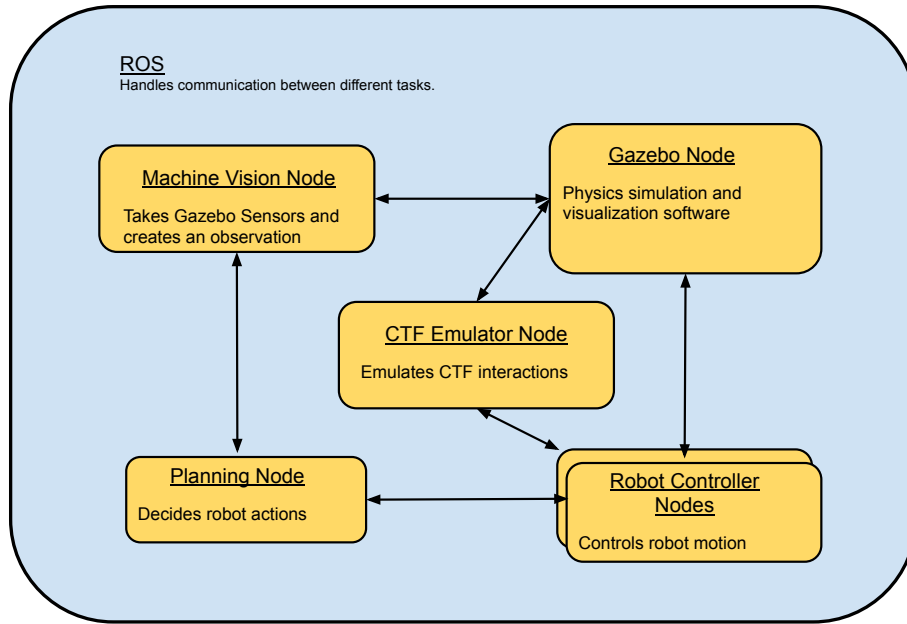 ROS
Handles communication between different tasks.
Machine Vision Node
Takes Gazebo Sensors and
creates an observation
Gazebo Node
Physics simulation and
visualization software
CTF Emulator Node
Emulates CTF interactions
Planning Node
Decides robot actions
Robot Controller
Nodes
Controls robot motion